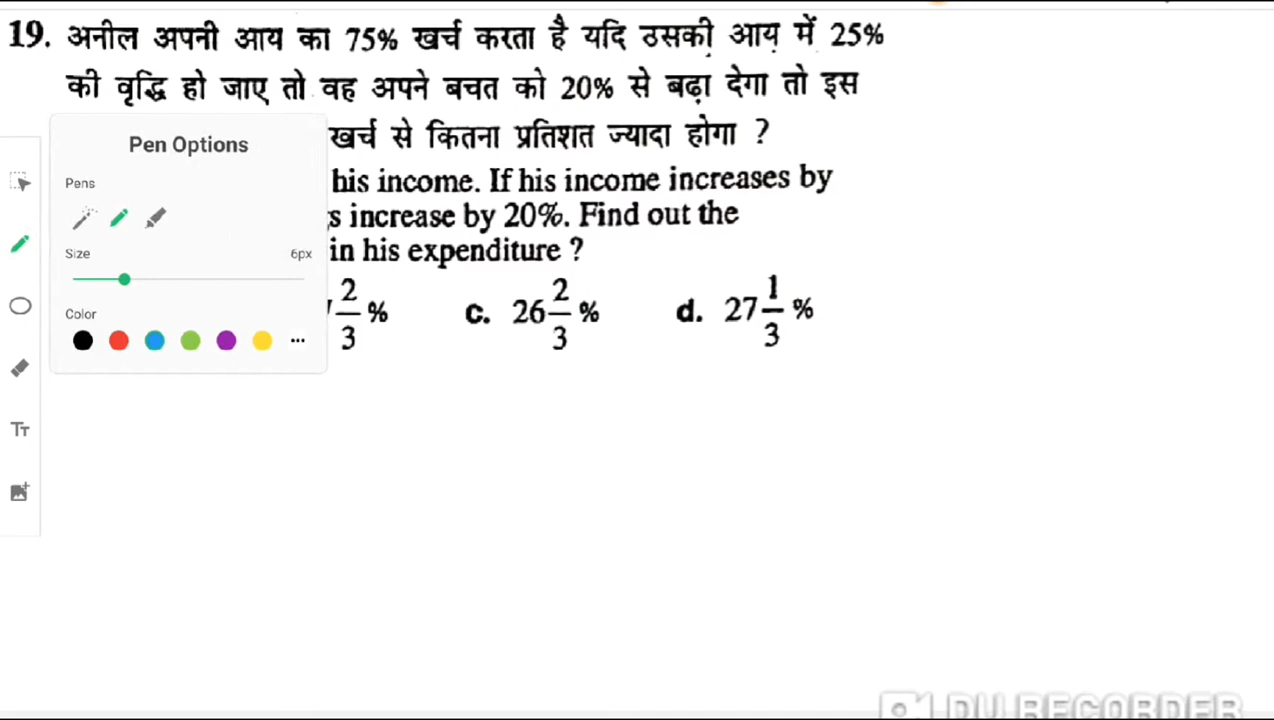 19. अनील अपनी आय का 75% खर्च करता है यदि उसकी आय में 25%
की वृद्धि हो जाए तो वह अपने बचत को 20% से बढ़ा देगा तो इस
खर्च से कितना प्रतिशत ज्यादा होगा ?
his income. If his income increases by
increase by 20%. Find out the
in his expenditure ?
2/3 % c. 26 2/3 % d. 27 1/3 %
Pen Options
Pens
Size 6px
Color
TT
DU RECORDER